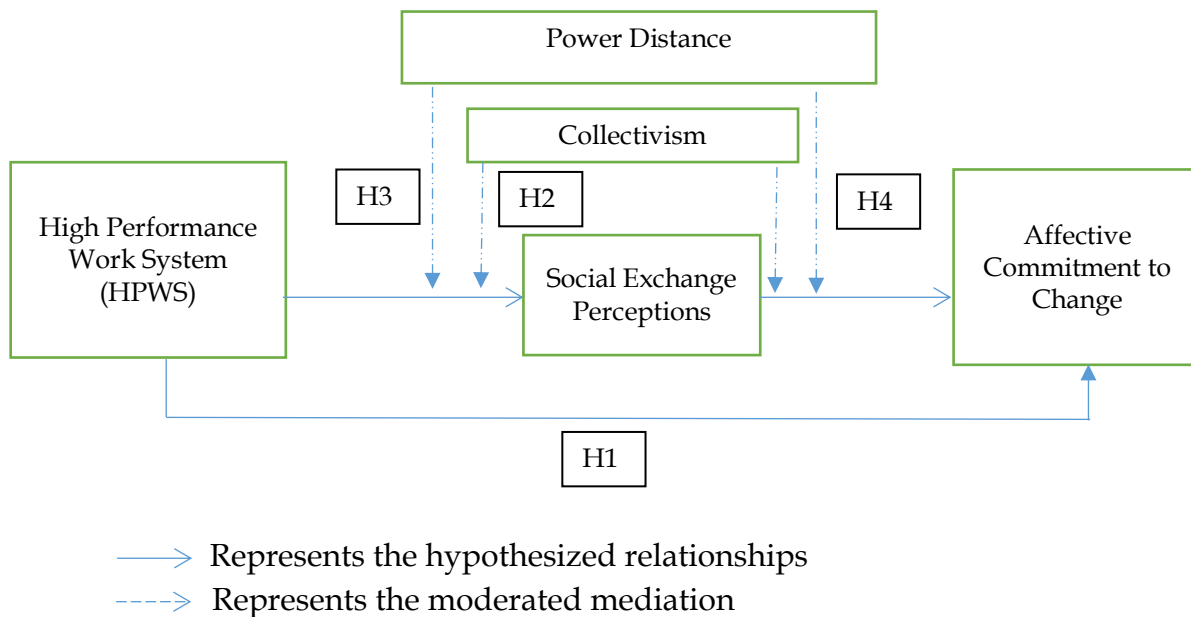 Power Distance
Collectivism
H3
H2
H4
High Performance
Work System
(HPWS)
Social Exchange
Perceptions
Affective
Commitment to
Change
H1
Represents the hypothesized relationships
Represents the moderated mediation